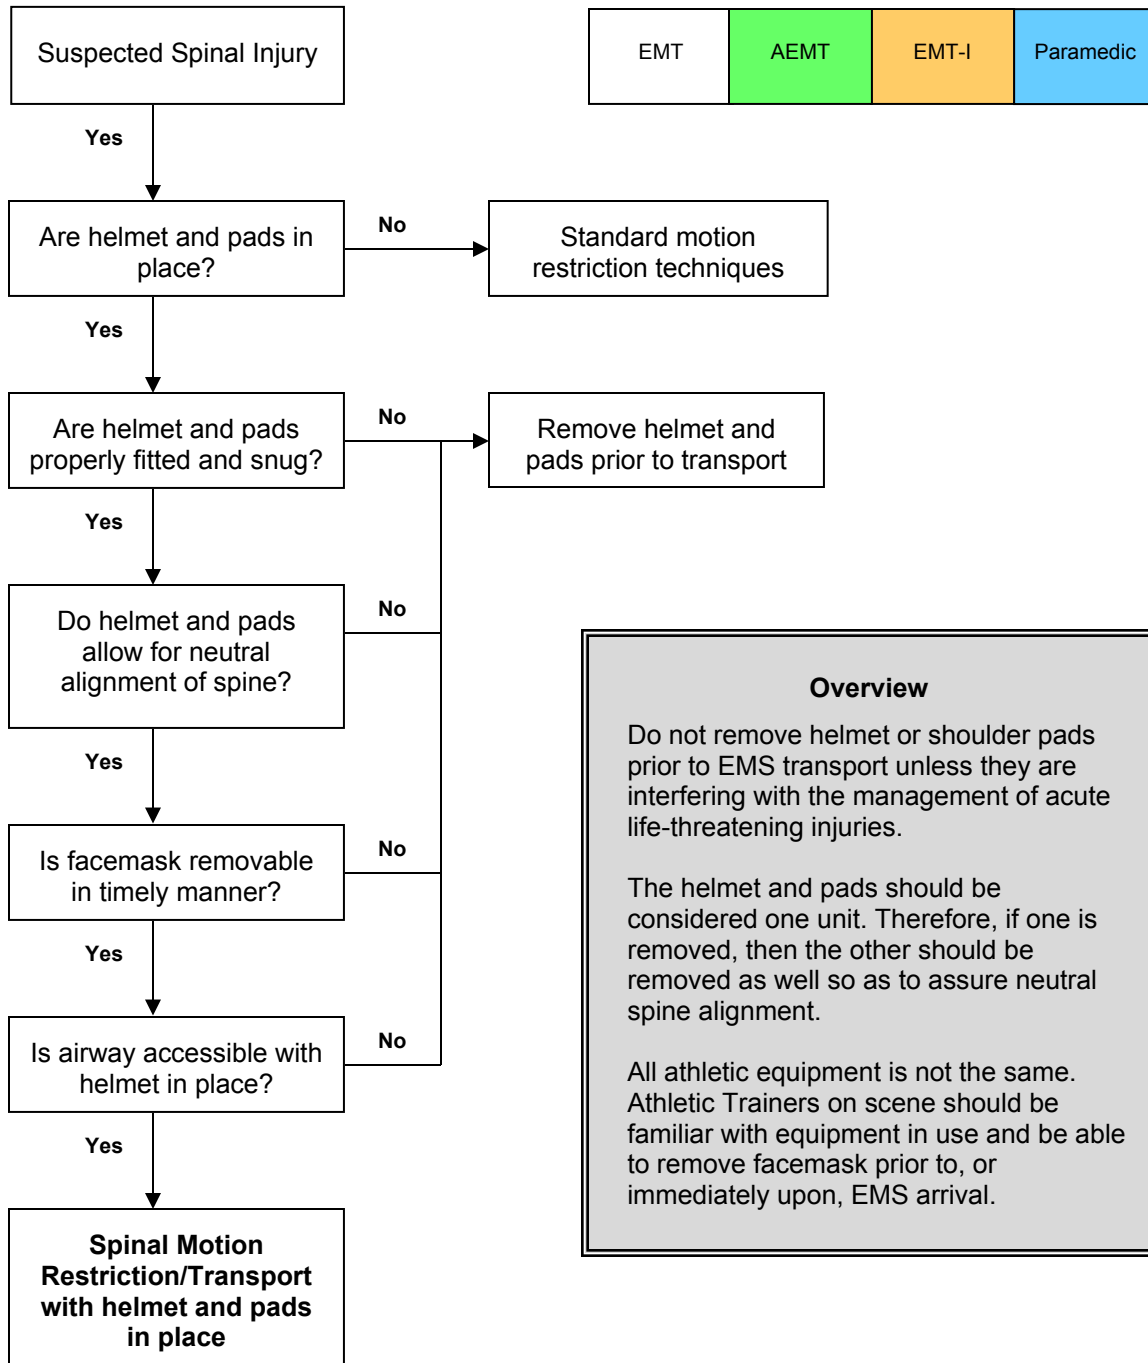 Suspected Spinal Injury
EMT
AEMT
EMT-I
Paramedic
Yes
Are helmet and pads in
place?
No
Standard motion
restriction techniques
Yes
Are helmet and pads
properly fitted and snug?
No
Remove helmet and
pads prior to transport
Yes
Do helmet and pads
allow for neutral
alignment of spine?
No
Yes
Is facemask removable
in timely manner?
No
Yes
Is airway accessible with
helmet in place?
No
Yes
Spinal Motion
Restriction/Transport
with helmet and pads
in place
Overview
Do not remove helmet or shoulder pads
prior to EMS transport unless they are
interfering with the management of acute
life-threatening injuries.
The helmet and pads should be
considered one unit. Therefore, if one is
removed, then the other should be
removed as well so as to assure neutral
spine alignment.
All athletic equipment is not the same.
Athletic Trainers on scene should be
familiar with equipment in use and be able
to remove facemask prior to, or
immediately upon, EMS arrival.